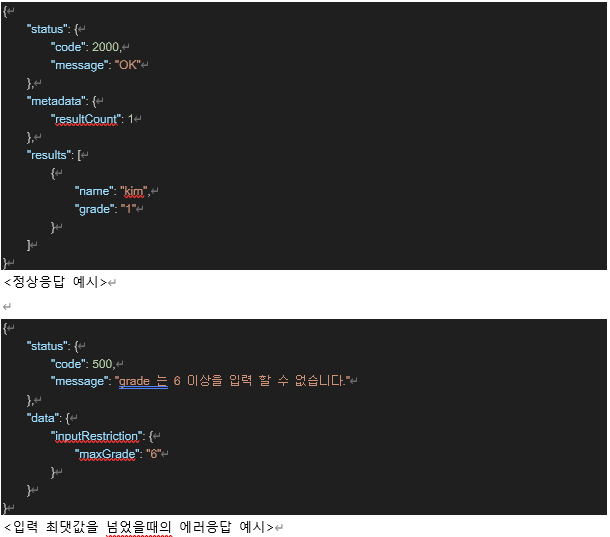 {
"status": {
"code": 2000,
"message": "OK"
},
"metadata": {
"resultCount": 1
},
"results": [
{
"name": "kim",
"grade": "1"
}
]
}
<정상응답 예시>
{
"status": {
"code": 500,
"message": "grade 는 6 이상을 입력 할 수 없습니다."
},
"data": {
"inputRestriction": {
"maxGrade": "6"
}
}
}
<입력 최댓값을 넘었을때의 에러응답 예시>